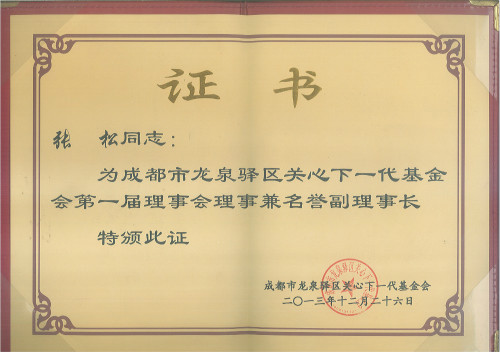 证 书
张 松同志：
为成都市龙泉驿区关心下一代基金
会第一届理事会理事兼名誉副理事长
特颁此证
成都市龙泉驿区关心下一代基金会
二〇一三年十二月二十六日